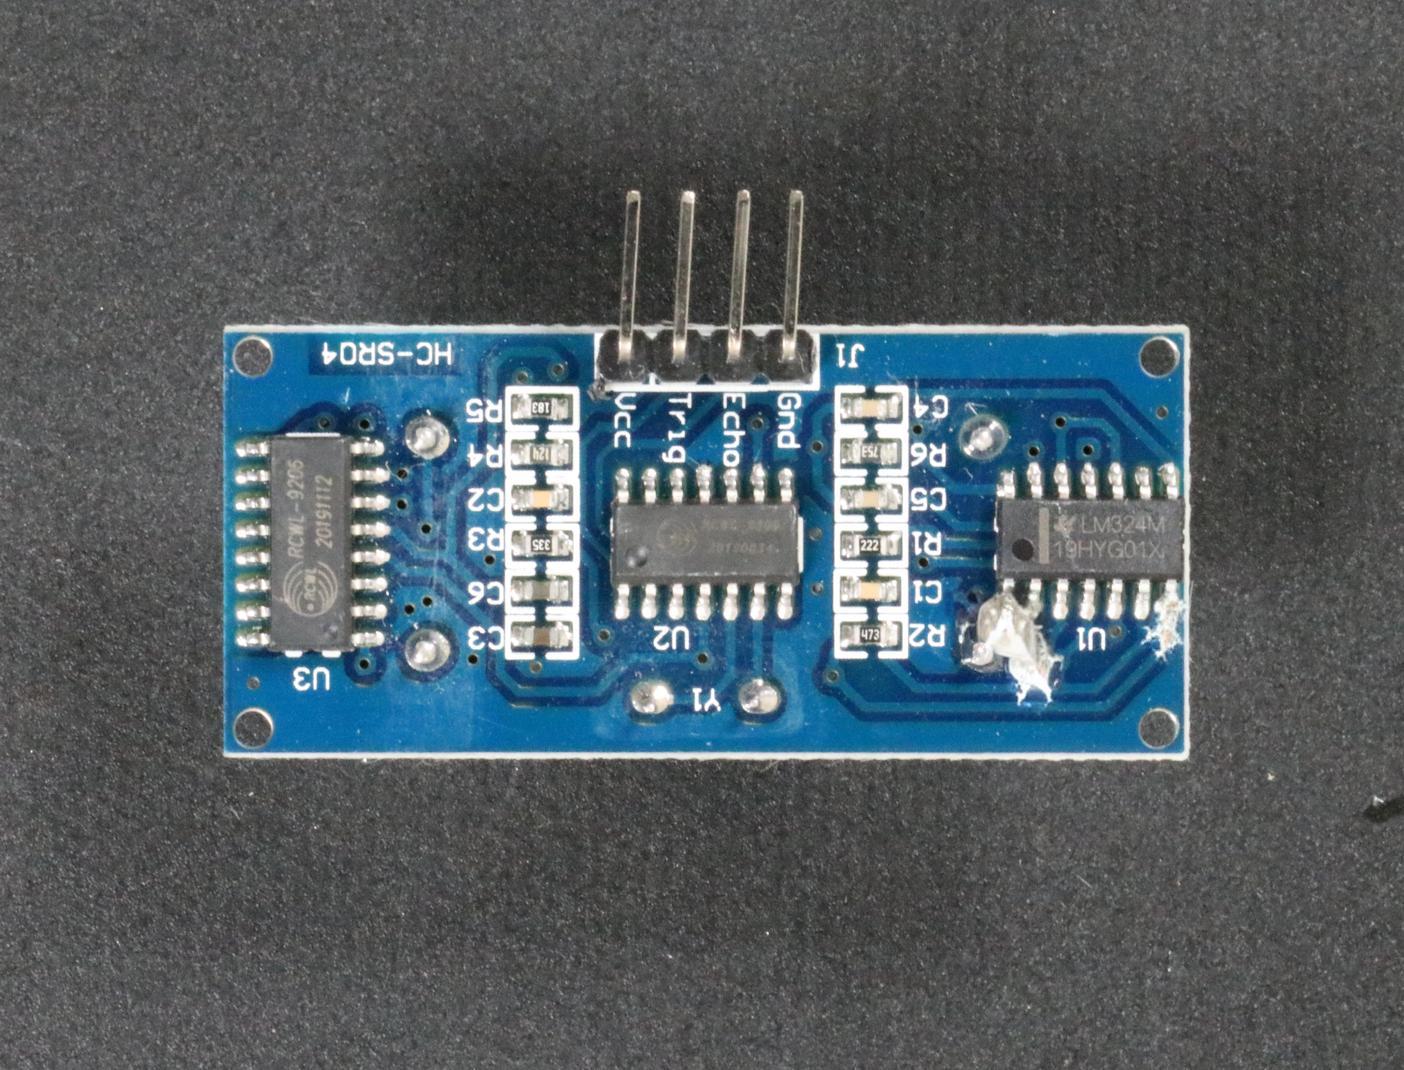 HC-SR04
J1
Vcc
Trig
Echo
Gnd
R5
183
R4
124
C2
R3
335
C6
C3
C4
R6
753
C5
R1
222
C1
R2
473
RCWL-9206
20191112
RCWL
U3
U2
Y1
LM324M
19HYG01X
U1